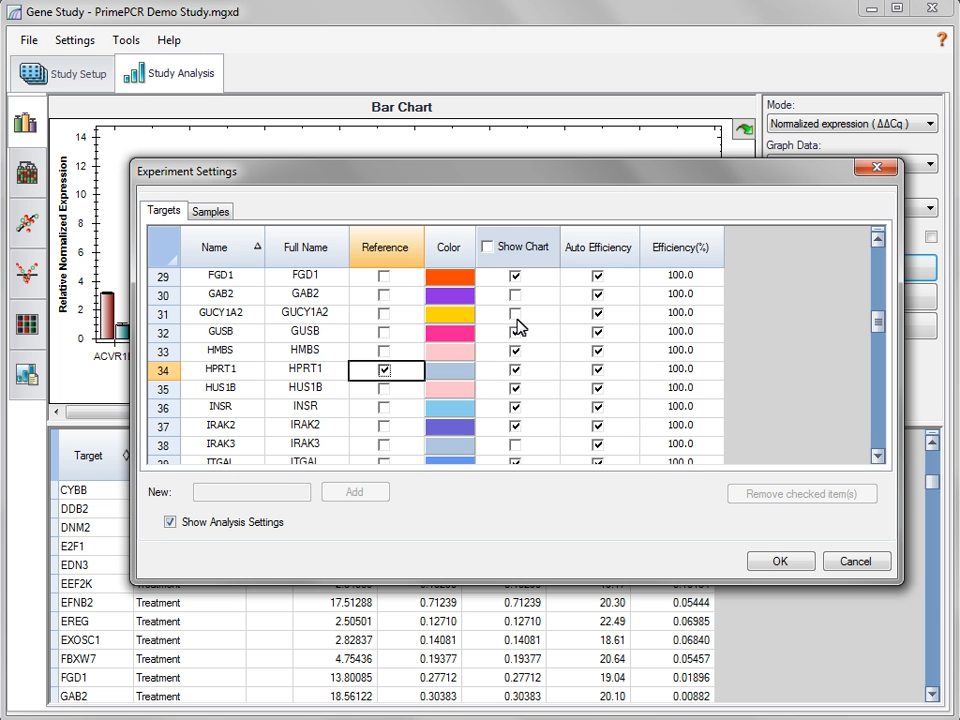 Gene Study - PrimePCR Demo Study.mgxd
File Settings Tools Help
?
Study Setup Study Analysis
Bar Chart
Mode:
Normalized expression ( ΔΔCq )
Graph Data:
Relative Normalized Expression
14
12
10
8
6
4
2
0
ACVR1
Experiment Settings
Targets Samples
Name Full Name Reference Color Show Chart Auto Efficiency Efficiency(%)
29 FGD1 FGD1 100.0
30 GAB2 GAB2 100.0
31 GUCY1A2 GUCY1A2 100.0
32 GUSB GUSB 100.0
33 HMBS HMBS 100.0
34 HPRT1 HPRT1 100.0
35 HUS1B HUS1B 100.0
36 INSR INSR 100.0
37 IRAK2 IRAK2 100.0
38 IRAK3 IRAK3 100.0
39 ITGAL ITGAL 100.0
New: Add Remove checked item(s)
Show Analysis Settings
OK Cancel
Target
CYBB
DDB2
DNM2
E2F1
EDN3
EEF2K Treatment
EFNB2 Treatment 17.51288 0.71239 0.71239 20.30 0.05444
EREG Treatment 2.50501 0.12710 0.12710 22.49 0.06985
EXOSC1 Treatment 2.82837 0.14081 0.14081 18.61 0.06840
FBXW7 Treatment 4.75436 0.19377 0.19377 20.64 0.05457
FGD1 Treatment 13.80085 0.27712 0.27712 19.04 0.01896
GAB2 Treatment 18.56122 0.30383 0.30383 20.10 0.00882